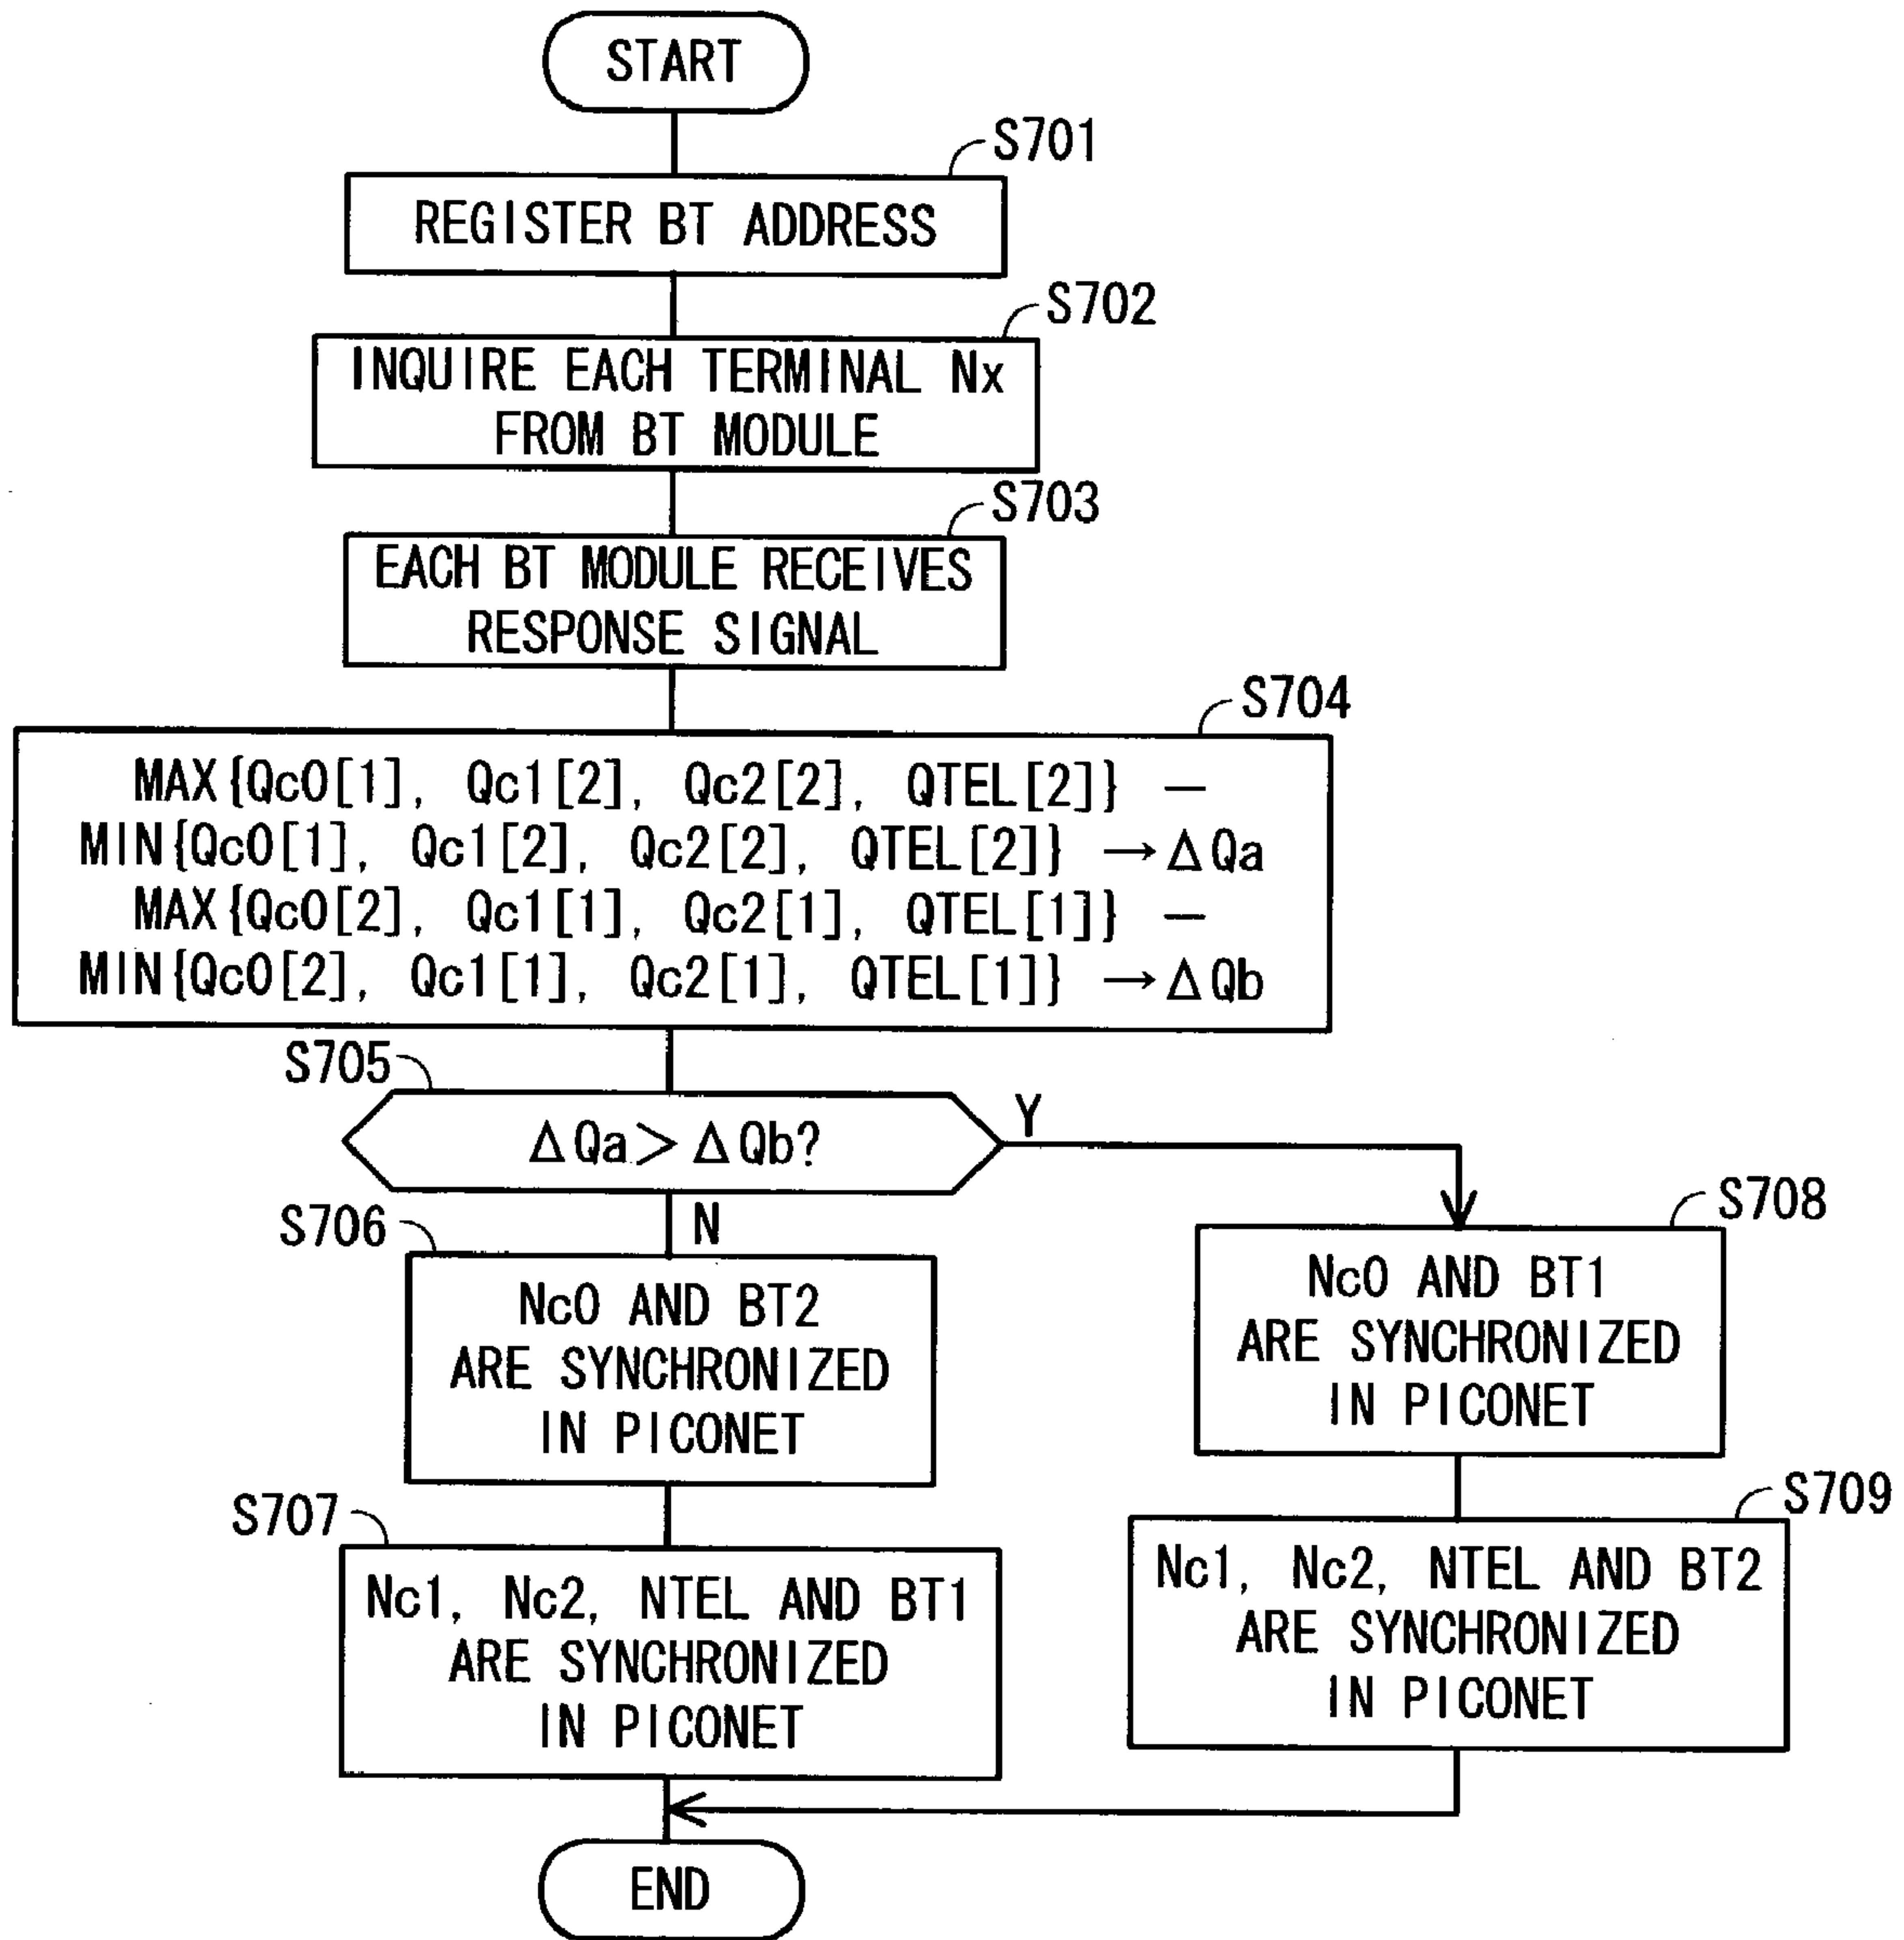 START
S701
REGISTER BT ADDRESS
S702
INQUIRE EACH TERMINAL Nx
FROM BT MODULE
S703
EACH BT MODULE RECEIVES
RESPONSE SIGNAL
S704
MAX{Qc0[1], Qc1[2], Qc2[2], QTEL[2]} —
MIN{Qc0[1], Qc1[2], Qc2[2], QTEL[2]} →ΔQa
MAX{Qc0[2], Qc1[1], Qc2[1], QTEL[1]} —
MIN{Qc0[2], Qc1[1], Qc2[1], QTEL[1]} →ΔQb
S705
ΔQa>ΔQb?
Y
N
S706
Nc0 AND BT2
ARE SYNCHRONIZED
IN PICONET
S707
Nc1, Nc2, NTEL AND BT1
ARE SYNCHRONIZED
IN PICONET
S708
Nc0 AND BT1
ARE SYNCHRONIZED
IN PICONET
S709
Nc1, Nc2, NTEL AND BT2
ARE SYNCHRONIZED
IN PICONET
END